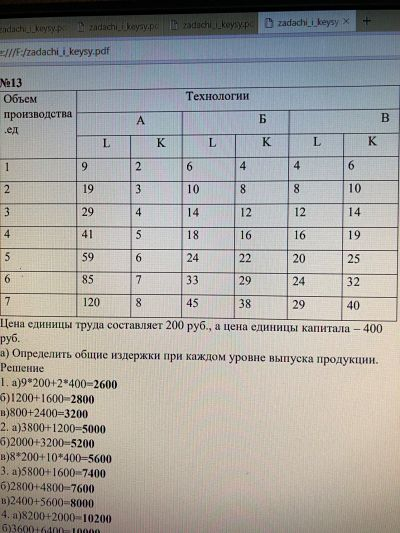 zadachi_i_keysy.pc
zadachi_i_keysy.pc
zadachi_i_keysy.pc
zadachi_i_keysy
e:///F:/zadachi_i_keysy.pdf
№13
Объем производства .ед
Технологии
А Б В
L K L K L K
1 9 2 6 4 4 6
2 19 3 10 8 8 10
3 29 4 14 12 12 14
4 41 5 18 16 16 19
5 59 6 24 22 20 25
6 85 7 33 29 24 32
7 120 8 45 38 29 40
Цена единицы труда составляет 200 руб., а цена единицы капитала – 400
руб.
а) Определить общие издержки при каждом уровне выпуска продукции.
Решение
1. а)9*200+2*400=2600
б)1200+1600=2800
в)800+2400=3200
2. а)3800+1200=5000
б)2000+3200=5200
в)8*200+10*400=5600
3. а)5800+1600=7400
б)2800+4800=7600
в)2400+5600=8000
4. а)8200+2000=10200
б)3600+6400=10000